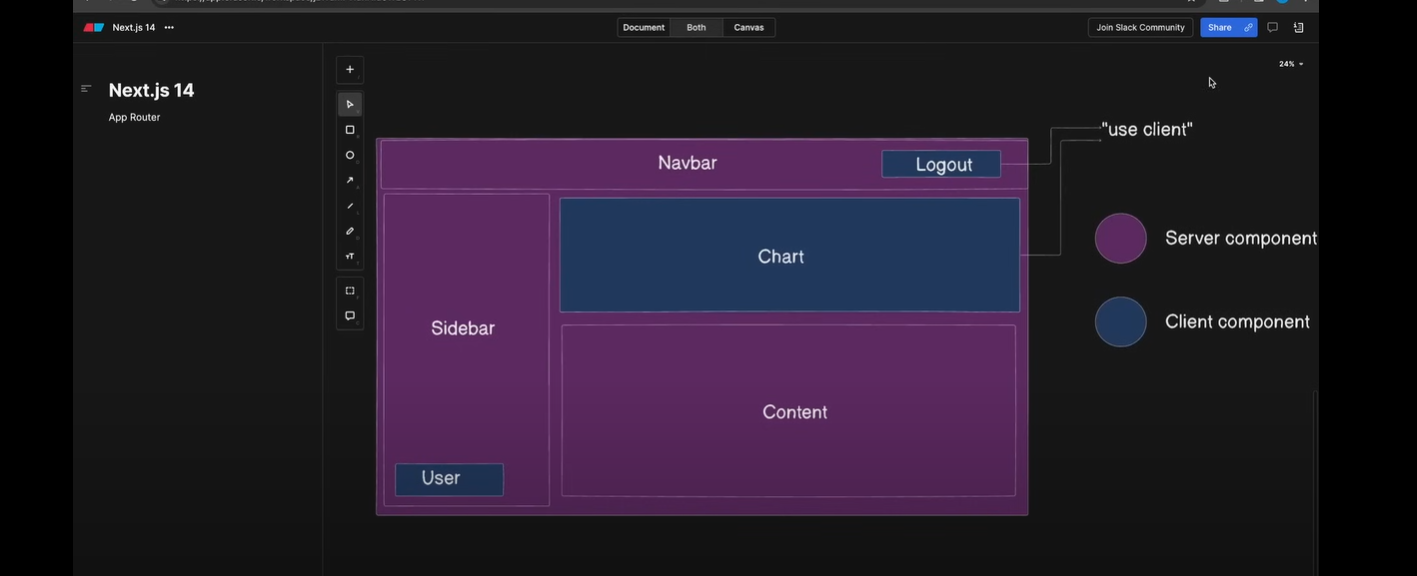 Next.js 14
Document
Both
Canvas
Join Slack Community
Share
24%
Next.js 14
App Router
"use client"
Navbar
Logout
Chart
Server component
Client component
Sidebar
Content
User